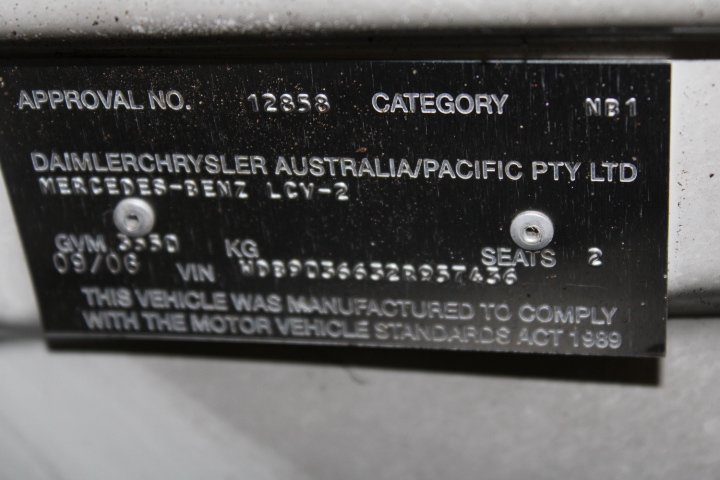 APPROVAL NO. 12858 CATEGORY NB1
DAIMLERCHRYSLER AUSTRALIA/PACIFIC PTY LTD
MERCEDES-BENZ LCV-2
GVM 3550 KG SEATS 2
09/06 VIN WDB9036632R957436
THIS VEHICLE WAS MANUFACTURED TO COMPLY
WITH THE MOTOR VEHICLE STANDARDS ACT 1989